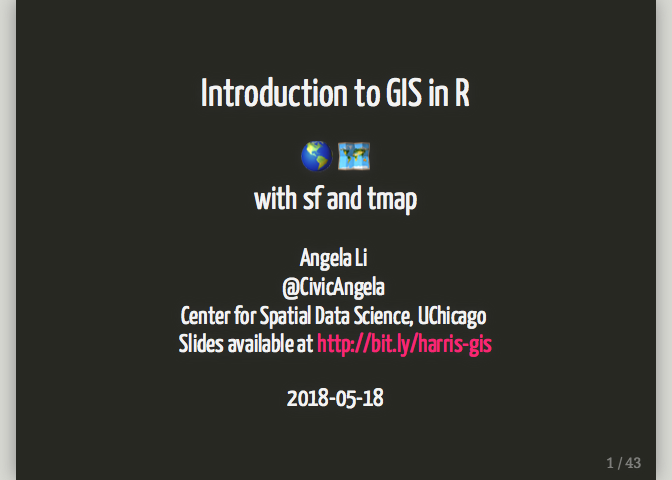 Introduction to GIS in R
with sf and tmap
Angela Li
@CivicAngela
Center for Spatial Data Science, UChicago
Slides available at http://bit.ly/harris-gis
2018-05-18
1 / 43